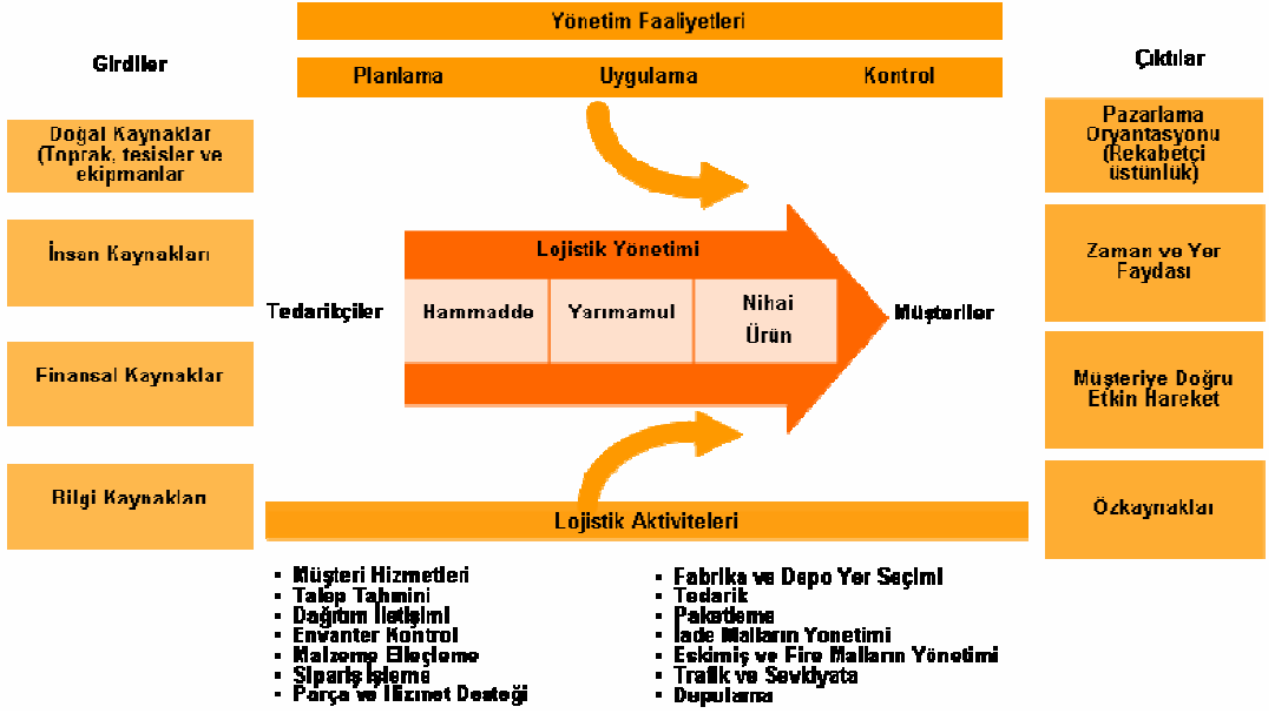 Yönetim Faaliyetleri
Planlama Uygulama Kontrol
Girdiler
Doğal Kaynaklar
(Toprak, tesisler ve
ekipmanlar
İnsan Kaynakları
Finansal Kaynaklar
Bilgi Kaynakları
Tedarikçiler
Lojistik Yönetimi
Hammadde
Yarımamul
Nihai
Ürün
Müşteriler
Çıktılar
Pazarlama
Oryantasyonu
(Rekabetçi
üstünlük)
Zaman ve Yer
Faydası
Müşteriye Doğru
Etkin Hareket
Özkaynaklar
Lojistik Aktiviteleri
▪ Müşteri Hizmetleri
▪ Talep Tahmini
▪ Dağıtım İletişimi
▪ Envanter Kontrol
▪ Malzeme Elleçleme
▪ Sipariş İşleme
▪ Parça ve Hizmet Desteği
▪ Fabrika ve Depo Yer Seçimi
▪ Tedarik
▪ Paketleme
▪ İade Malların Yönetimi
▪ Eskimiş ve Fire Malların Yönetimi
▪ Trafik ve Sevkiyata
▪ Depolama